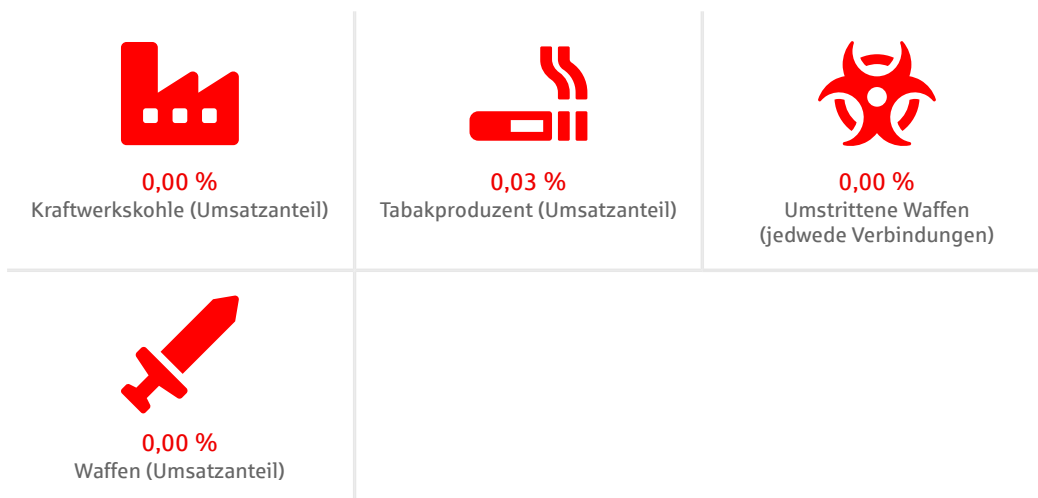 0,00 %
Kraftwerkskohle (Umsatzanteil)
0,03 %
Tabakproduzent (Umsatzanteil)
0,00 %
Umstrittene Waffen
(jedwede Verbindungen)
0,00 %
Waffen (Umsatzanteil)